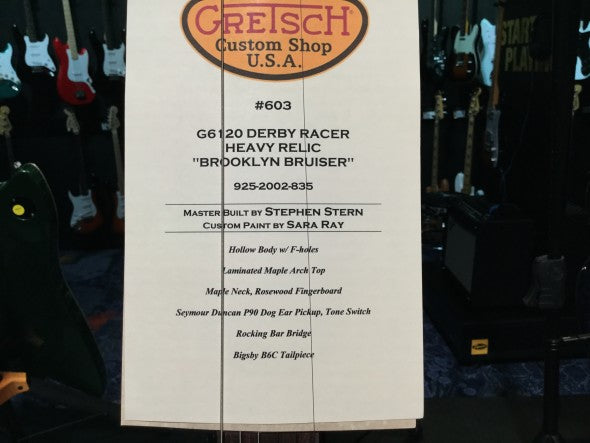 GRETSCH
Custom Shop
U.S.A.
#603
G6120 DERBY RACER
HEAVY RELIC
"BROOKLYN BRUISER"
925-2002-835
MASTER BUILT BY STEPHEN STERN
CUSTOM PAINT BY SARA RAY
Hollow Body w/ F-holes
Laminated Maple Arch Top
Maple Neck, Rosewood Fingerboard
Seymour Duncan P90 Dog Ear Pickup, Tone Switch
Rocking Bar Bridge
Bigsby B6C Tailpiece
START
PLAY